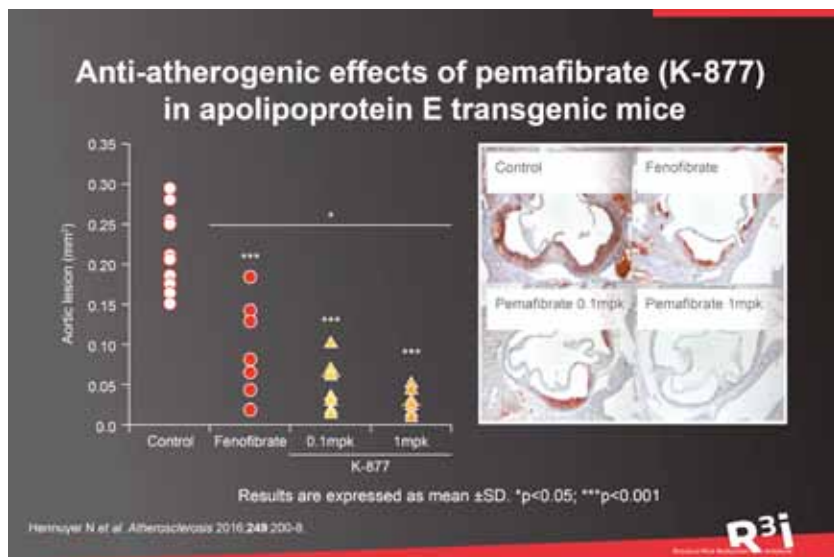 Anti-atherogenic effects of pemafibrate (K-877)
in apolipoprotein E transgenic mice
0.35
0.30
0.25
0.20
0.15
0.10
0.05
0.0
Aortic lesion (mm²)
*
***
***
***
Control
Fenofibrate
0.1mpk
1mpk
K-877
Control
Fenofibrate
Pemafibrate 0.1mpk
Pemafibrate 1mpk
Results are expressed as mean ±SD. *p<0.05; ***p<0.001
Hennuyer N et al. Atherosclerosis 2016;249:200-8.
R3i